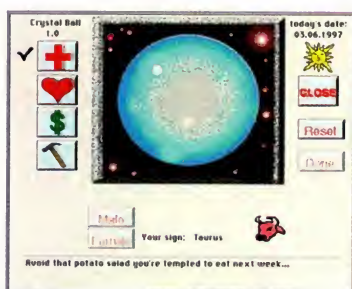 Crystal Ball
1.0
today's date:
03.06.1997
CLOSE
Reset
Done
Male
Female
Your sign: Taurus
Avoid that potato salad you're tempted to eat next week...